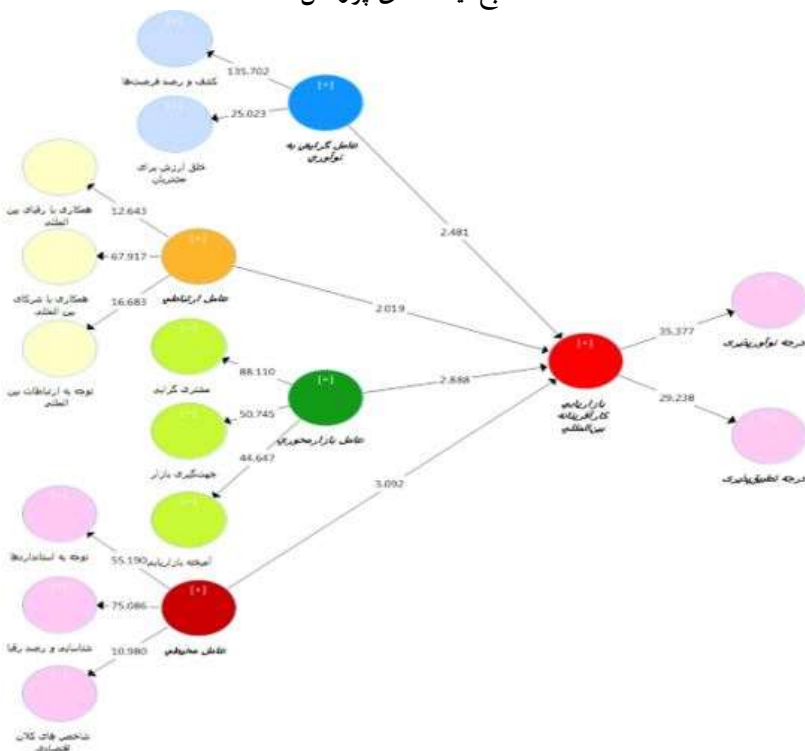 کشف و رصد فرصت‌ها
135.702
[+]
25.023
خلق ارزش برای
مشتریان
عامل گرایش به
نوآوری
همکاری با رقبای بین
المللی
12.643
[+]
67.917
همکاری با شرکای
بین المللی
عامل ارتباطی
16.683
توجه به ارتباطات بین
المللی
2.481
2.019
مشتری گرایی
88.110
[+]
50.745
جهت‌گیری بازار
عامل بازارمحوری
44.647
آمیخته بازاریابی
2.888
[+]
بازاریابی
کارآفرینانه
بین‌المللی
35.377
درجه نوآورپذیری
29.238
درجه تطبیق‌پذیری
3.092
توجه به استانداردها
55.190
[+]
75.086
شناسایی و رصد رقبا
عامل محیطی
10.980
شاخص های کلان
اقتصادی